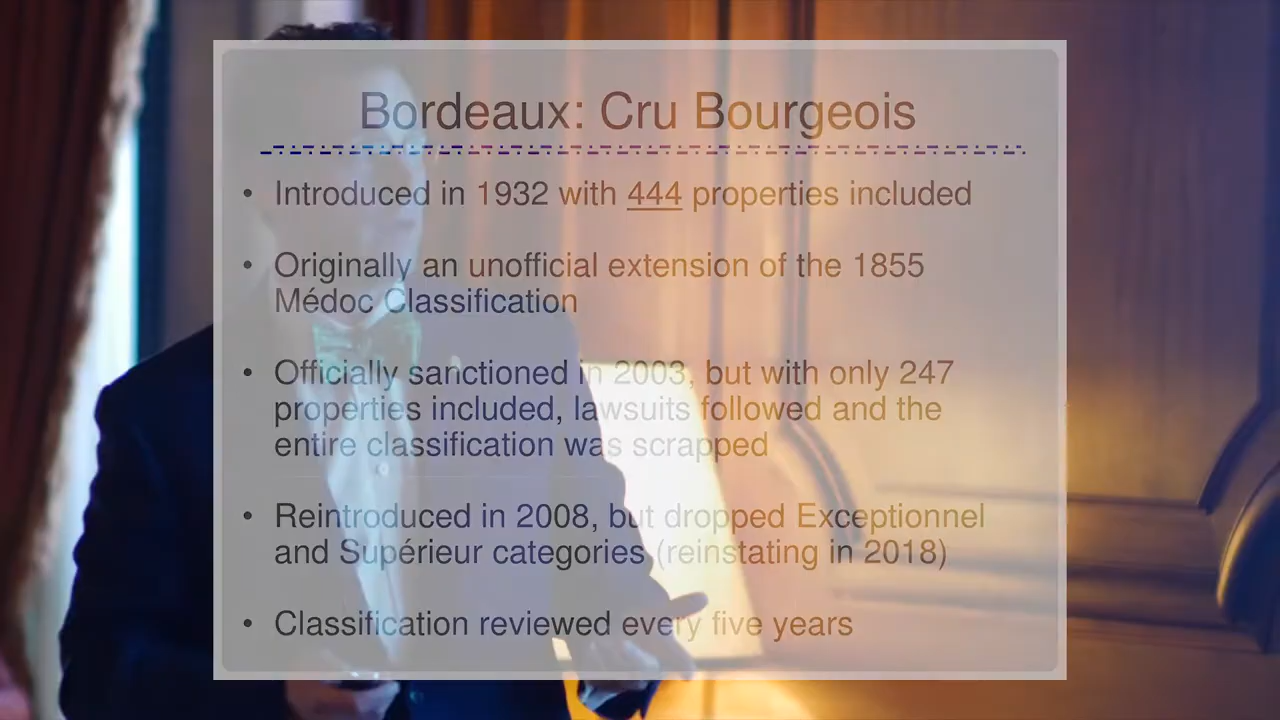 Bordeaux: Cru Bourgeois
• Introduced in 1932 with 444 properties included
• Originally an unofficial extension of the 1855
Médoc Classification
• Officially sanctioned in 2003, but with only 247
properties included, lawsuits followed and the
entire classification was scrapped
• Reintroduced in 2008, but dropped Exceptionnel
and Supérieur categories (reinstating in 2018)
• Classification reviewed every five years